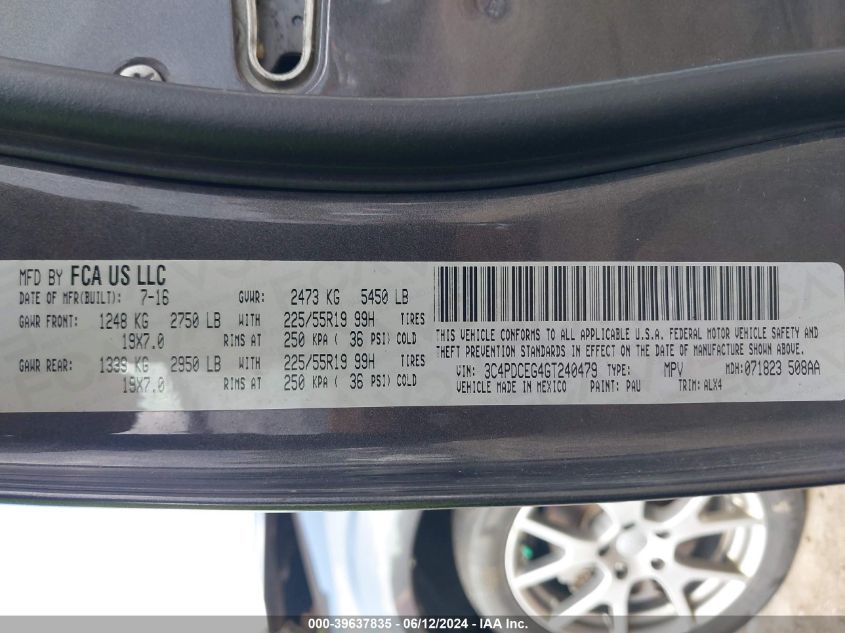 MFD BY FCA US LLC
DATE OF MFR(BUILT): 7-16 GVWR: 2473 KG 5450 LB
GAWR FRONT: 1248 KG 2750 LB WITH 225/55R19 99H TIRES
19X7.0 RIMS AT 250 KPA ( 36 PSI) COLD
GAWR REAR: 1339 KG 2950 LB WITH 225/55R19 99H TIRES
19X7.0 RIMS AT 250 KPA ( 36 PSI) COLD
THIS VEHICLE CONFORMS TO ALL APPLICABLE U.S.A. FEDERAL MOTOR VEHICLE SAFETY AND
THEFT PREVENTION STANDARDS IN EFFECT ON THE DATE OF MANUFACTURE SHOWN ABOVE.
VIN: 3C4PDCEG4GT240479 TYPE: MPV MDH: 071823 508AA
VEHICLE MADE IN MEXICO PAINT: PAU TRIM: ALX4
000-39637835 - 06/12/2024 - IAA Inc.